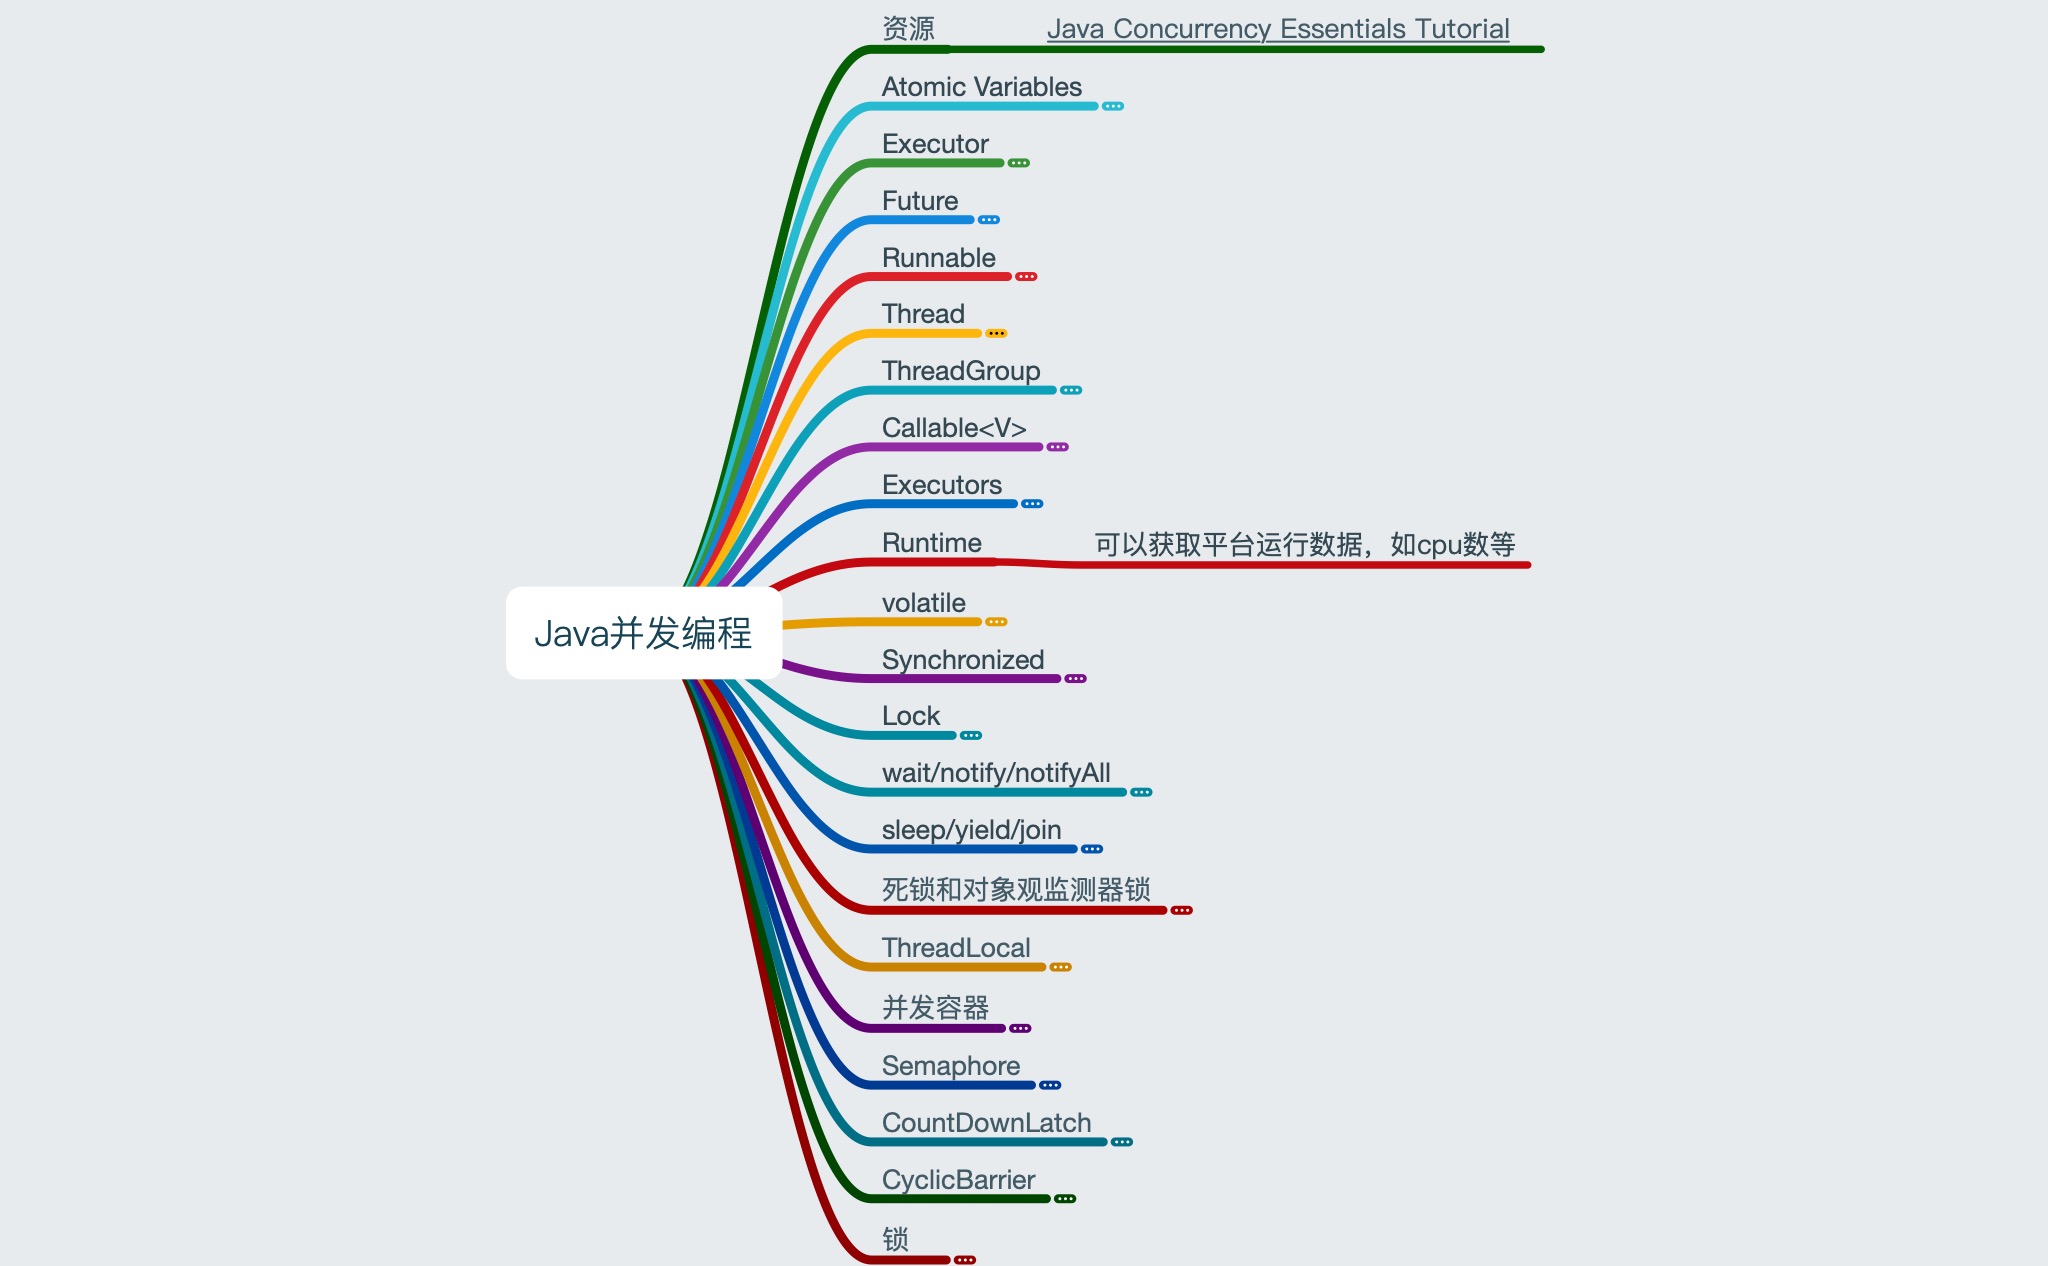 资源
Java Concurrency Essentials Tutorial
Atomic Variables
Executor
Future
Runnable
Thread
ThreadGroup
Callable<V>
Executors
Runtime
可以获取平台运行数据，如cpu数等
volatile
Java并发编程
Synchronized
Lock
wait/notify/notifyAll
sleep/yield/join
死锁和对象观监测器锁
ThreadLocal
并发容器
Semaphore
CountDownLatch
CyclicBarrier
锁